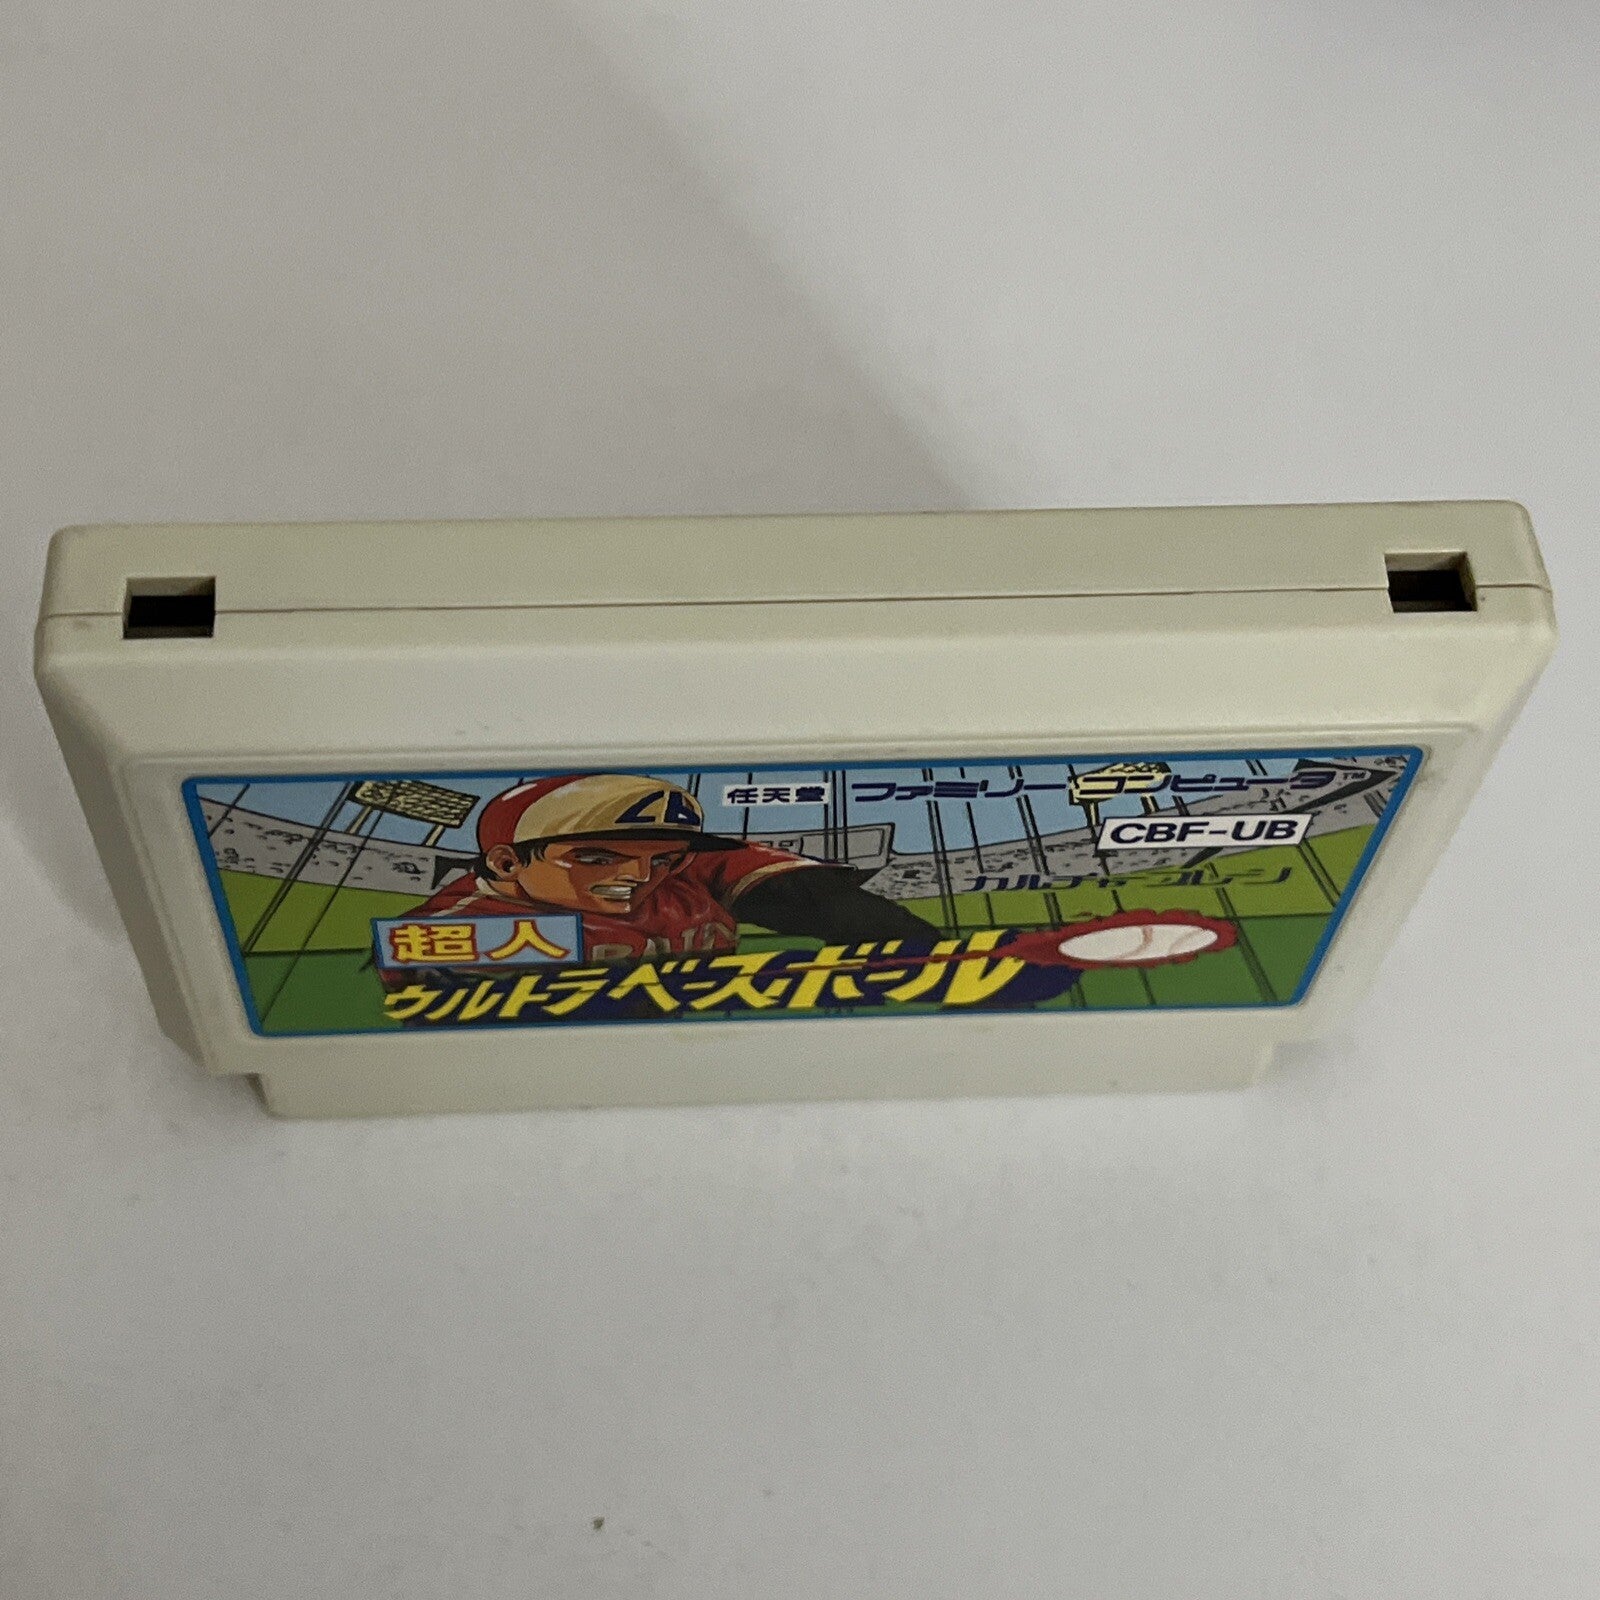 任天堂 ファミリーコンピュータ™
CBF-UB
カルチャーブレーン
CB
超人
ウルトラベースボール